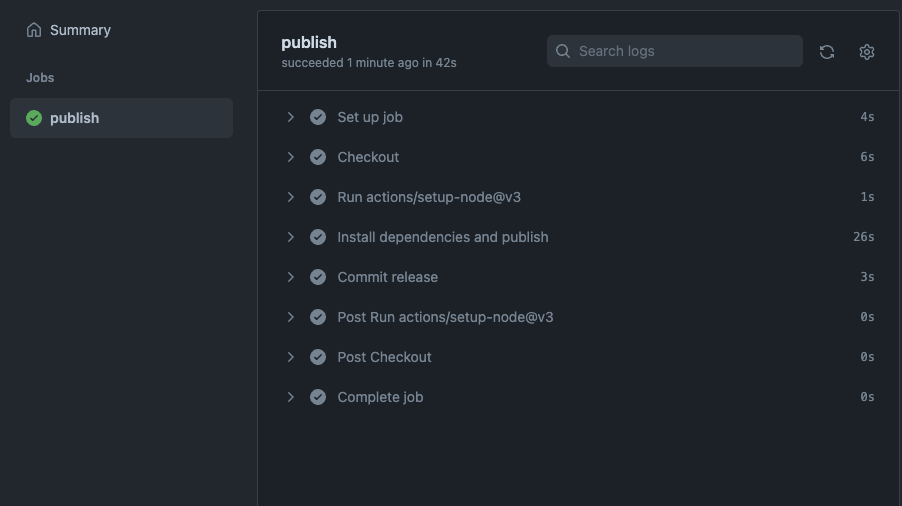 Summary
Jobs
publish
publish
succeeded 1 minute ago in 42s
Search logs
Set up job 4s
Checkout 6s
Run actions/setup-node@v3 1s
Install dependencies and publish 26s
Commit release 3s
Post Run actions/setup-node@v3 0s
Post Checkout 0s
Complete job 0s